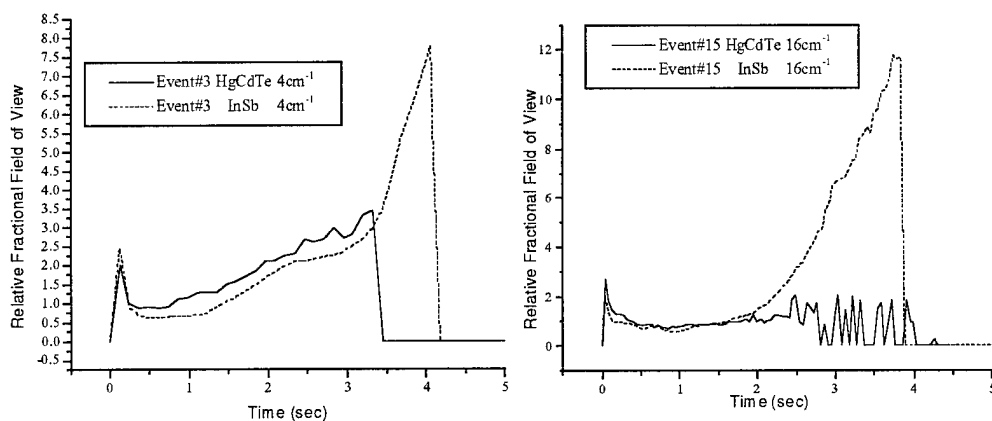 8.5
8.0
7.5
7.0
6.5
6.0
5.5
5.0
4.5
4.0
3.5
3.0
2.5
2.0
1.5
1.0
0.5
0.0
-0.5
Relative Fractional Field of View
Event#3 HgCdTe 4cm⁻¹
Event#3 InSb 4cm⁻¹
0 1 2 3 4 5
Time (sec)
12
10
8
6
4
2
0
Relative Fractional Field of View
Event#15 HgCdTe 16cm⁻¹
Event#15 InSb 16cm⁻¹
0 1 2 3 4 5
Time (sec)